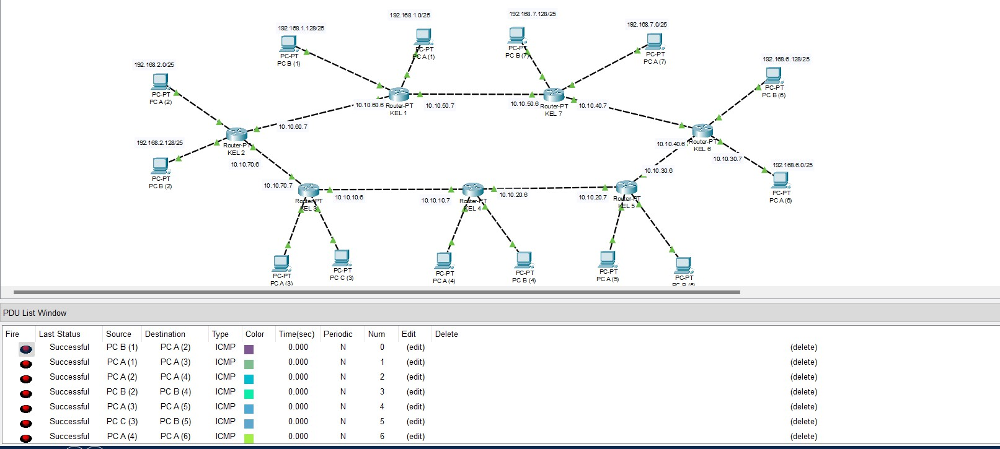 192.168.1.0/25
192.168.7.128/25
192.168.1.128/25
192.168.7.0/25
PC-PT
PC A (1)
PC-PT
PC B (7)
PC-PT
PC A (7)
PC-PT
PC B (1)
192.168.2.0/25
192.168.6.128/25
PC-PT
PC A (2)
PC-PT
PC B (6)
10.10.60.6
Router-PT
KEL 1
10.10.50.7
10.10.50.6
Router-PT
KEL 7
10.10.40.7
10.10.60.7
192.168.2.128/25
Router-PT
KEL 2
10.10.40.6
Router-PT
KEL 6
10.10.30.7
10.10.70.6
192.168.6.0/25
10.10.30.6
PC-PT
PC B (2)
10.10.70.7
PC-PT
PC A (6)
Router-PT
KEL 3
10.10.10.6
10.10.10.7
Router-PT
KEL 4
10.10.20.6
10.10.20.7
Router-PT
KEL 5
PC-PT
PC A (3)
PC-PT
PC C (3)
PC-PT
PC A (4)
PC-PT
PC B (4)
PC-PT
PC A (5)
PC-PT
PC B (5)
PDU List Window
Fire Last Status Source Destination Type Color Time(sec) Periodic Num Edit Delete
Successful PC B (1) PC A (2) ICMP 0.000 N 0 (edit) (delete)
Successful PC A (1) PC A (3) ICMP 0.000 N 1 (edit) (delete)
Successful PC A (2) PC A (4) ICMP 0.000 N 2 (edit) (delete)
Successful PC B (2) PC B (4) ICMP 0.000 N 3 (edit) (delete)
Successful PC A (3) PC A (5) ICMP 0.000 N 4 (edit) (delete)
Successful PC C (3) PC B (5) ICMP 0.000 N 5 (edit) (delete)
Successful PC A (4) PC A (6) ICMP 0.000 N 6 (edit) (delete)